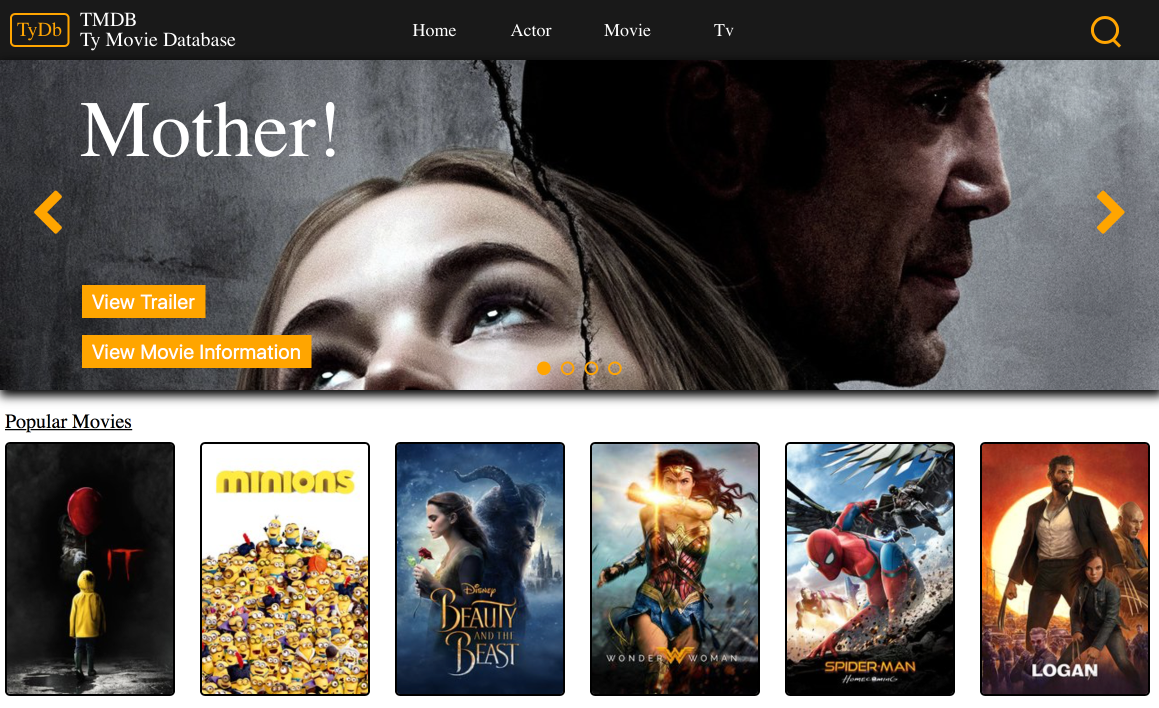 TyDb
TMDB
Ty Movie Database
Home
Actor
Movie
Tv
Mother!
View Trailer
View Movie Information
Popular Movies
IT
minions
Disney
BEAUTY
AND THE
BEAST
WONDER WOMAN
SPIDER-MAN
HOMECOMING
LOGAN